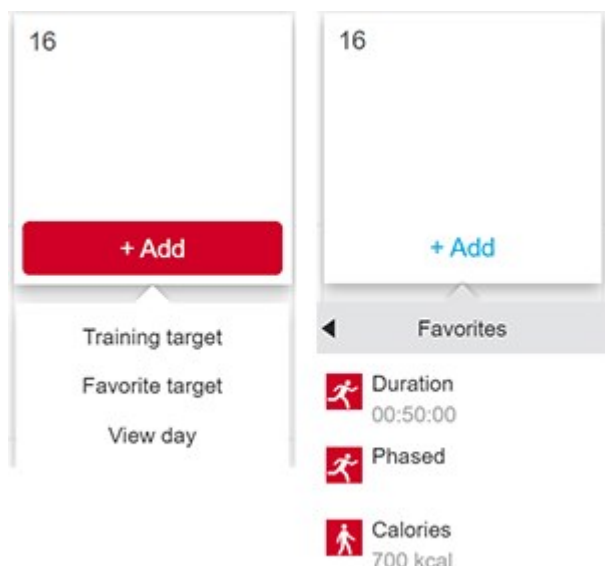 16
+ Add
Training target
Favorite target
View day
16
+ Add
Favorites
Duration
00:50:00
Phased
Calories
700 kcal